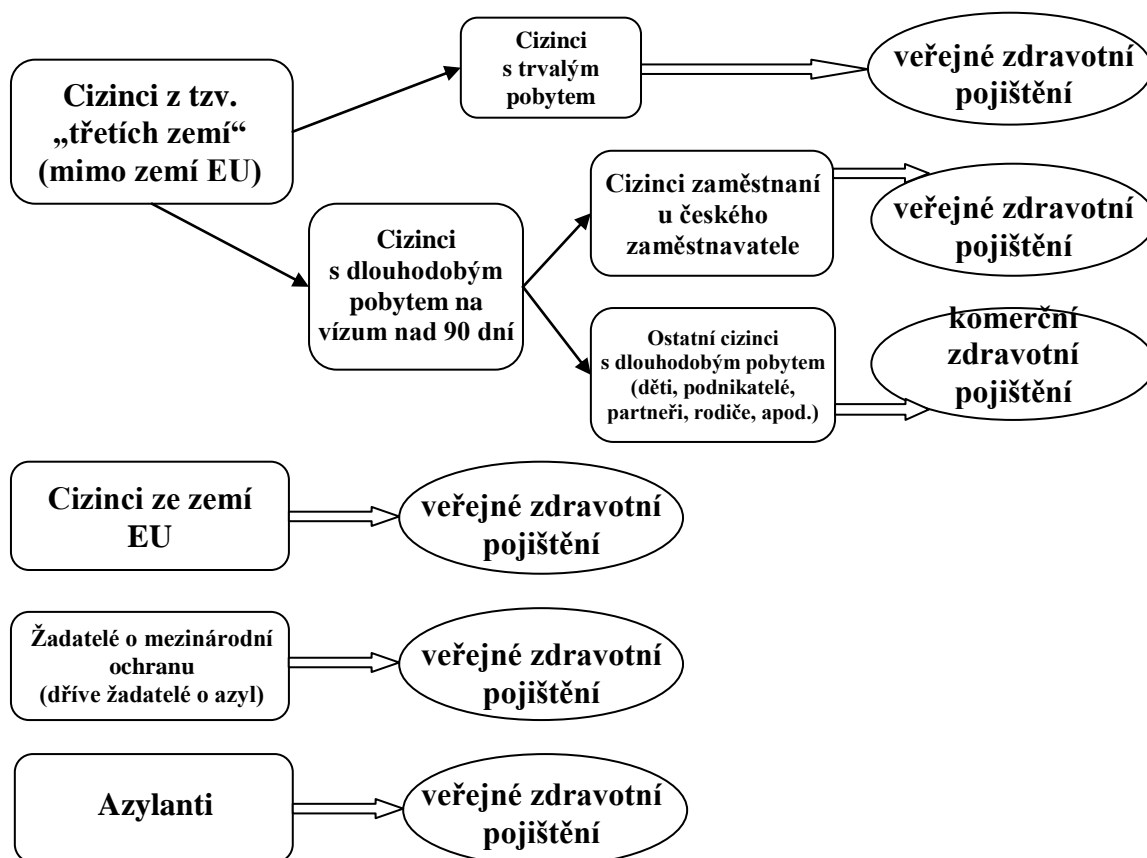 Cizinci z tzv.
„třetích zemí“
(mimo zemí EU)
Cizinci
s trvalým
pobytem
veřejné zdravotní
pojištění
Cizinci
s dlouhodobým
pobytem na
vízum nad 90 dní
Cizinci zaměstnaní
u českého
zaměstnavatele
veřejné zdravotní
pojištění
Ostatní cizinci
s dlouhodobým pobytem
(děti, podnikatelé,
partneři, rodiče, apod.)
komerční
zdravotní
pojištění
Cizinci ze zemí
EU
veřejné zdravotní
pojištění
Žadatelé o mezinárodní
ochranu
(dříve žadatelé o azyl)
veřejné zdravotní
pojištění
Azylanti
veřejné zdravotní
pojištění